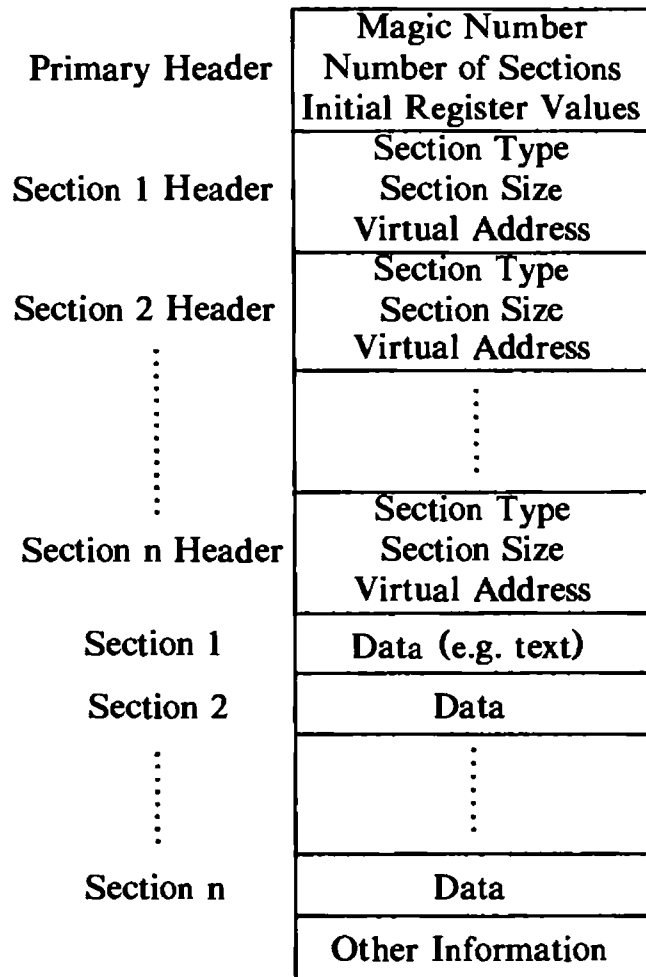 Magic Number
Primary Header Number of Sections
Initial Register Values
Section Type
Section 1 Header Section Size
Virtual Address
Section Type
Section 2 Header Section Size
Virtual Address
Section Type
Section n Header Section Size
Virtual Address
Section 1 Data (e.g. text)
Section 2 Data
Section n Data
Other Information